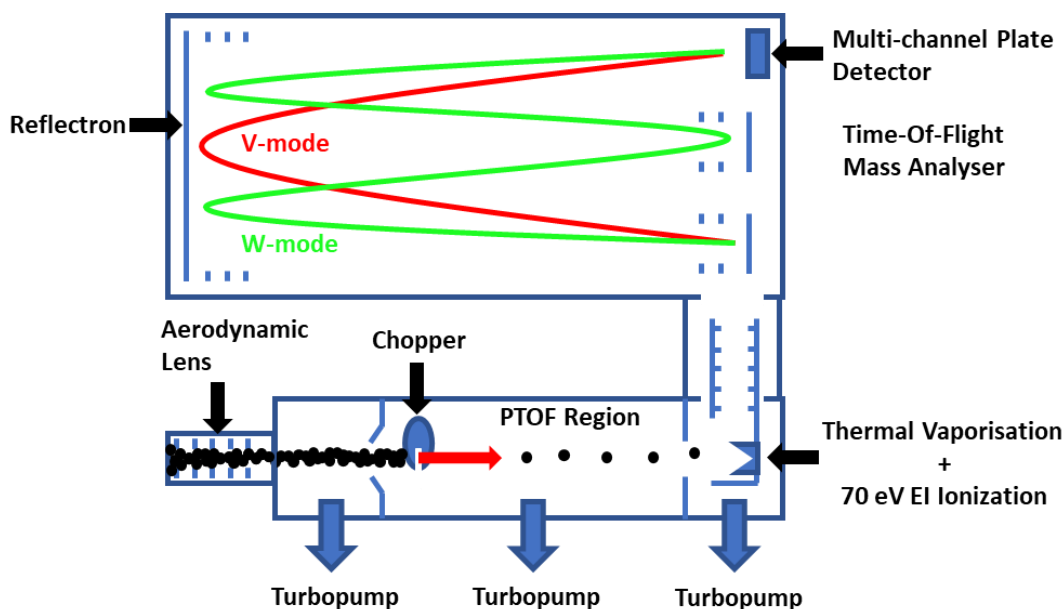 Multi-channel Plate
Detector
Reflectron
V-mode
Time-Of-Flight
Mass Analyser
W-mode
Aerodynamic
Lens
Chopper
PTOF Region
Thermal Vaporisation
+
70 eV EI Ionization
Turbopump
Turbopump
Turbopump